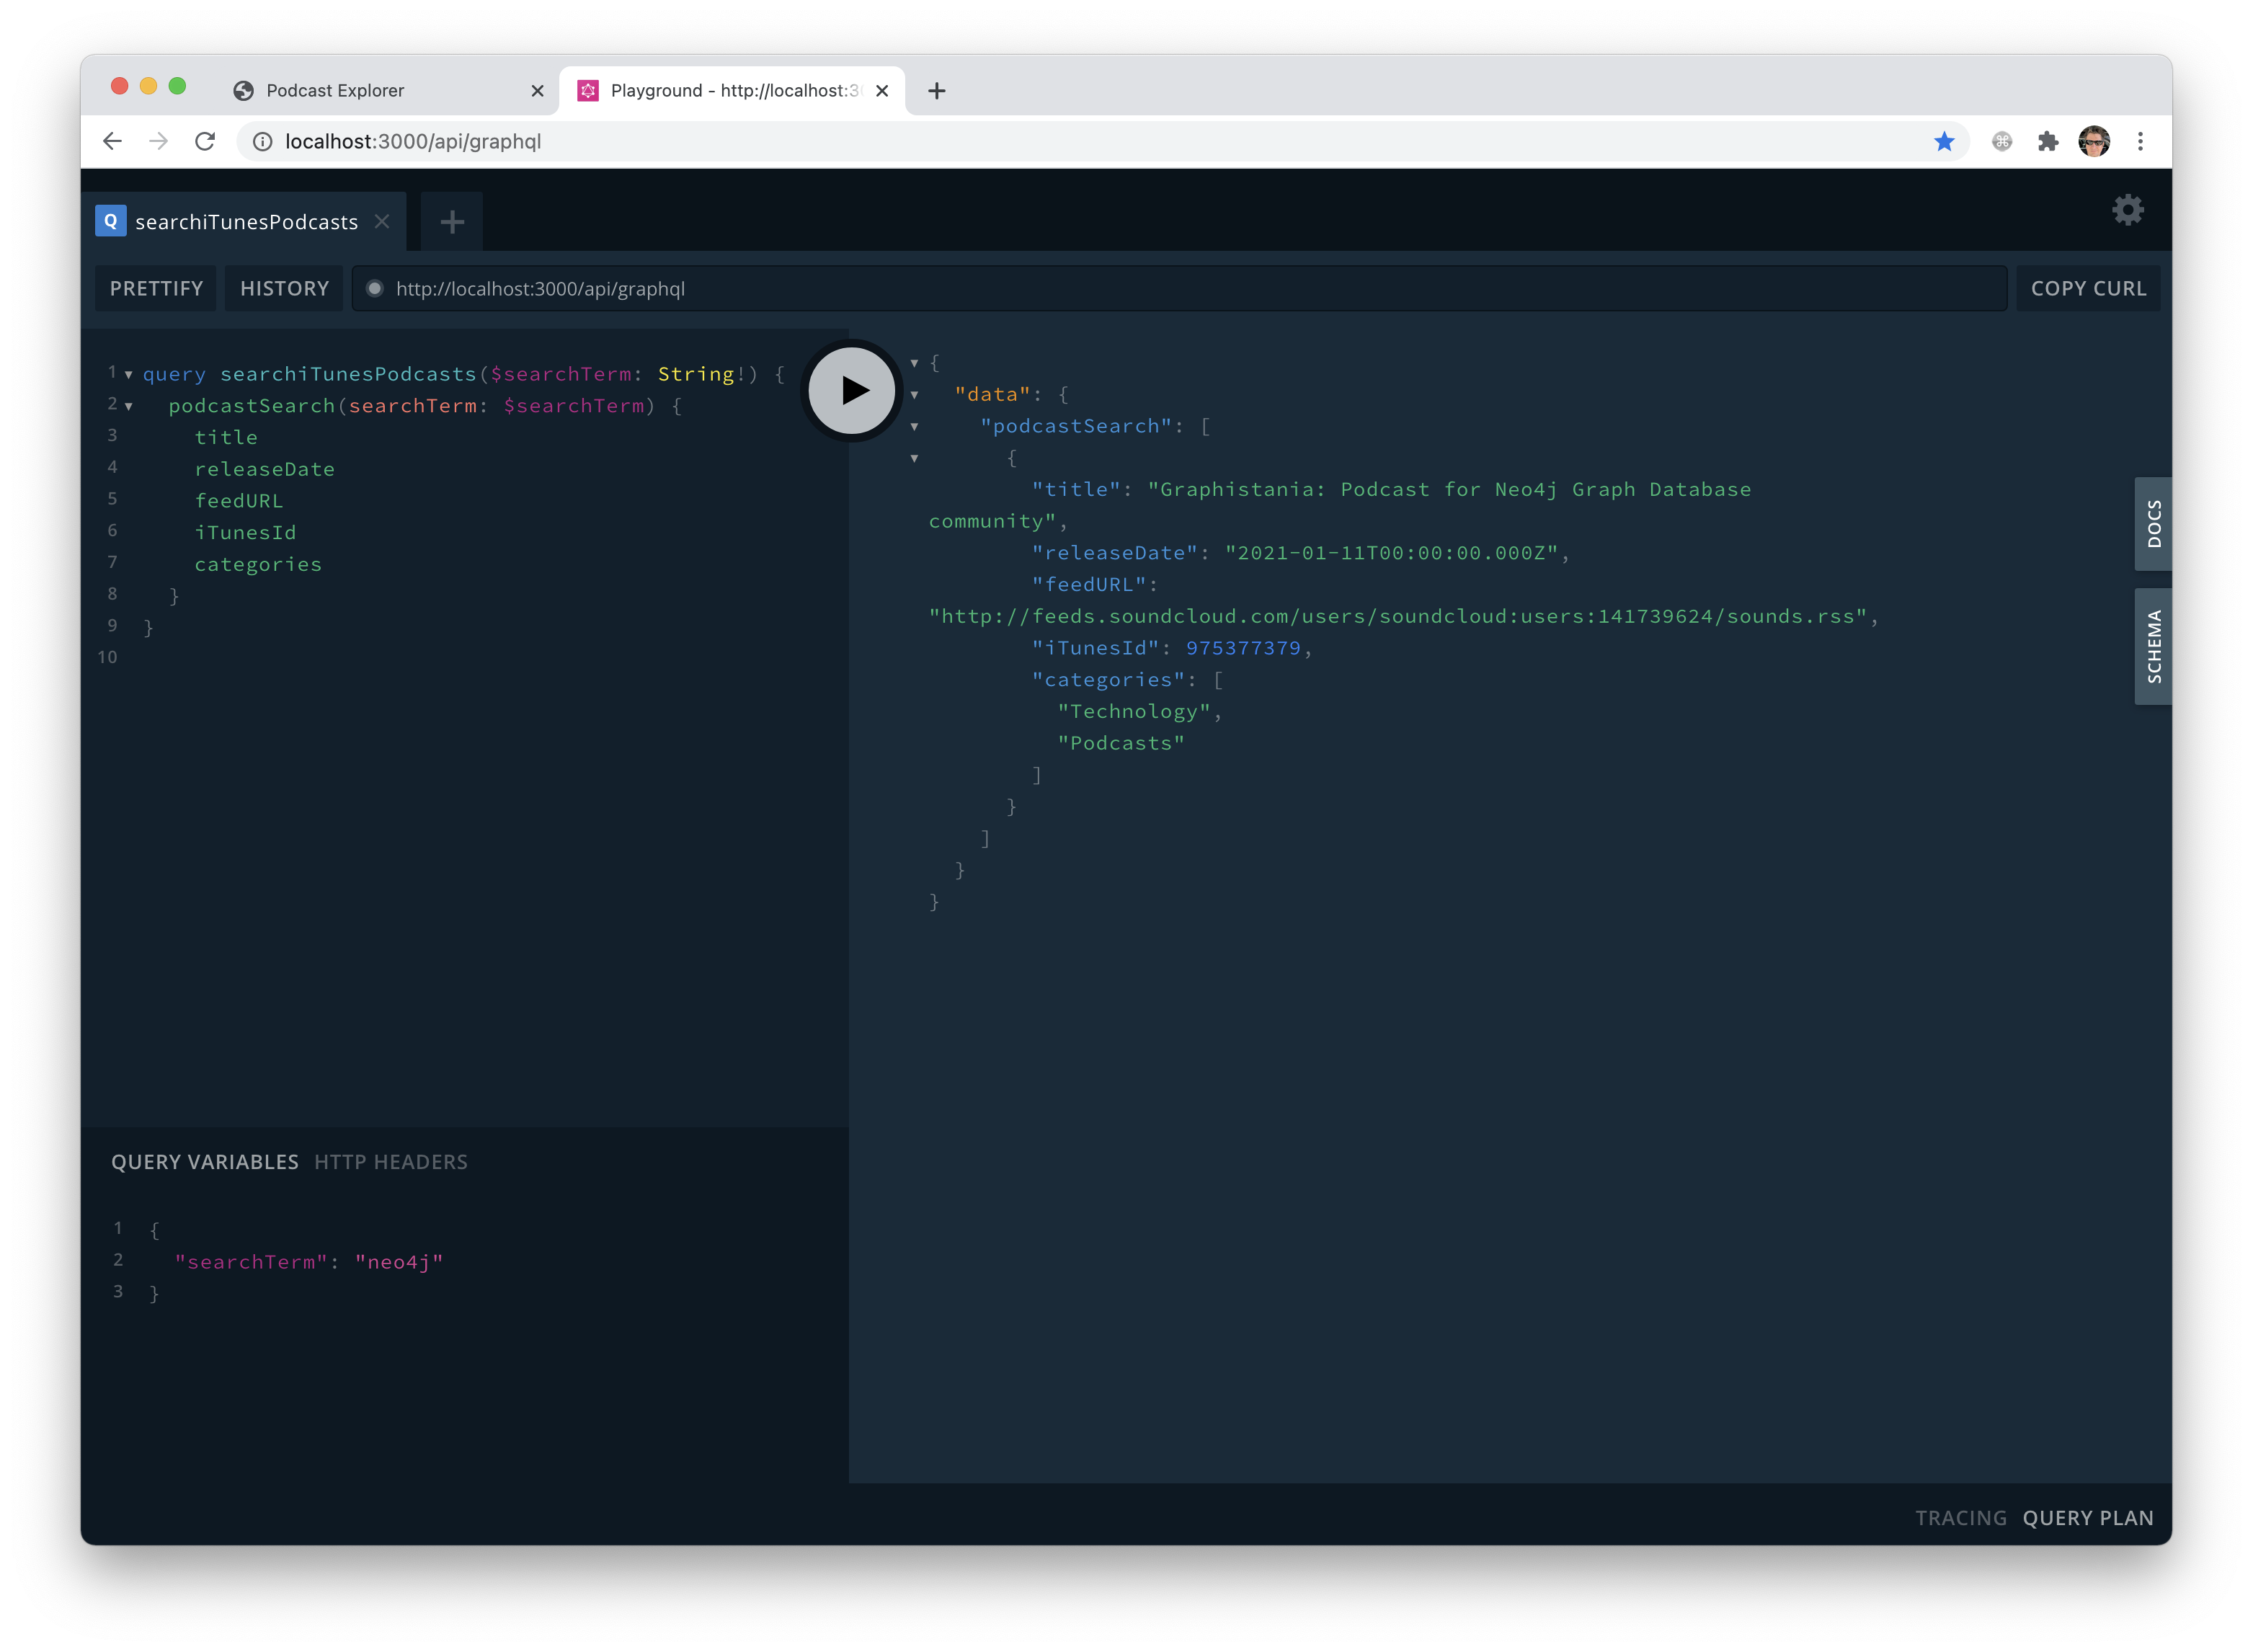 Podcast Explorer
Playground - http://localhost:30
localhost:3000/api/graphql
Q searchiTunesPodcasts
PRETTIFY HISTORY http://localhost:3000/api/graphql COPY CURL
1 query searchiTunesPodcasts($searchTerm: String!) {
2 podcastSearch(searchTerm: $searchTerm) {
3 title
4 releaseDate
5 feedURL
6 iTunesId
7 categories
8 }
9 }
10
{
"data": {
"podcastSearch": [
{
"title": "Graphistania: Podcast for Neo4j Graph Database
community",
"releaseDate": "2021-01-11T00:00:00.000Z",
"feedURL":
"http://feeds.soundcloud.com/users/soundcloud:users:141739624/sounds.rss",
"iTunesId": 975377379,
"categories": [
"Technology",
"Podcasts"
]
}
]
}
}
DOCS
SCHEMA
QUERY VARIABLES HTTP HEADERS
1 {
2 "searchTerm": "neo4j"
3 }
TRACING QUERY PLAN